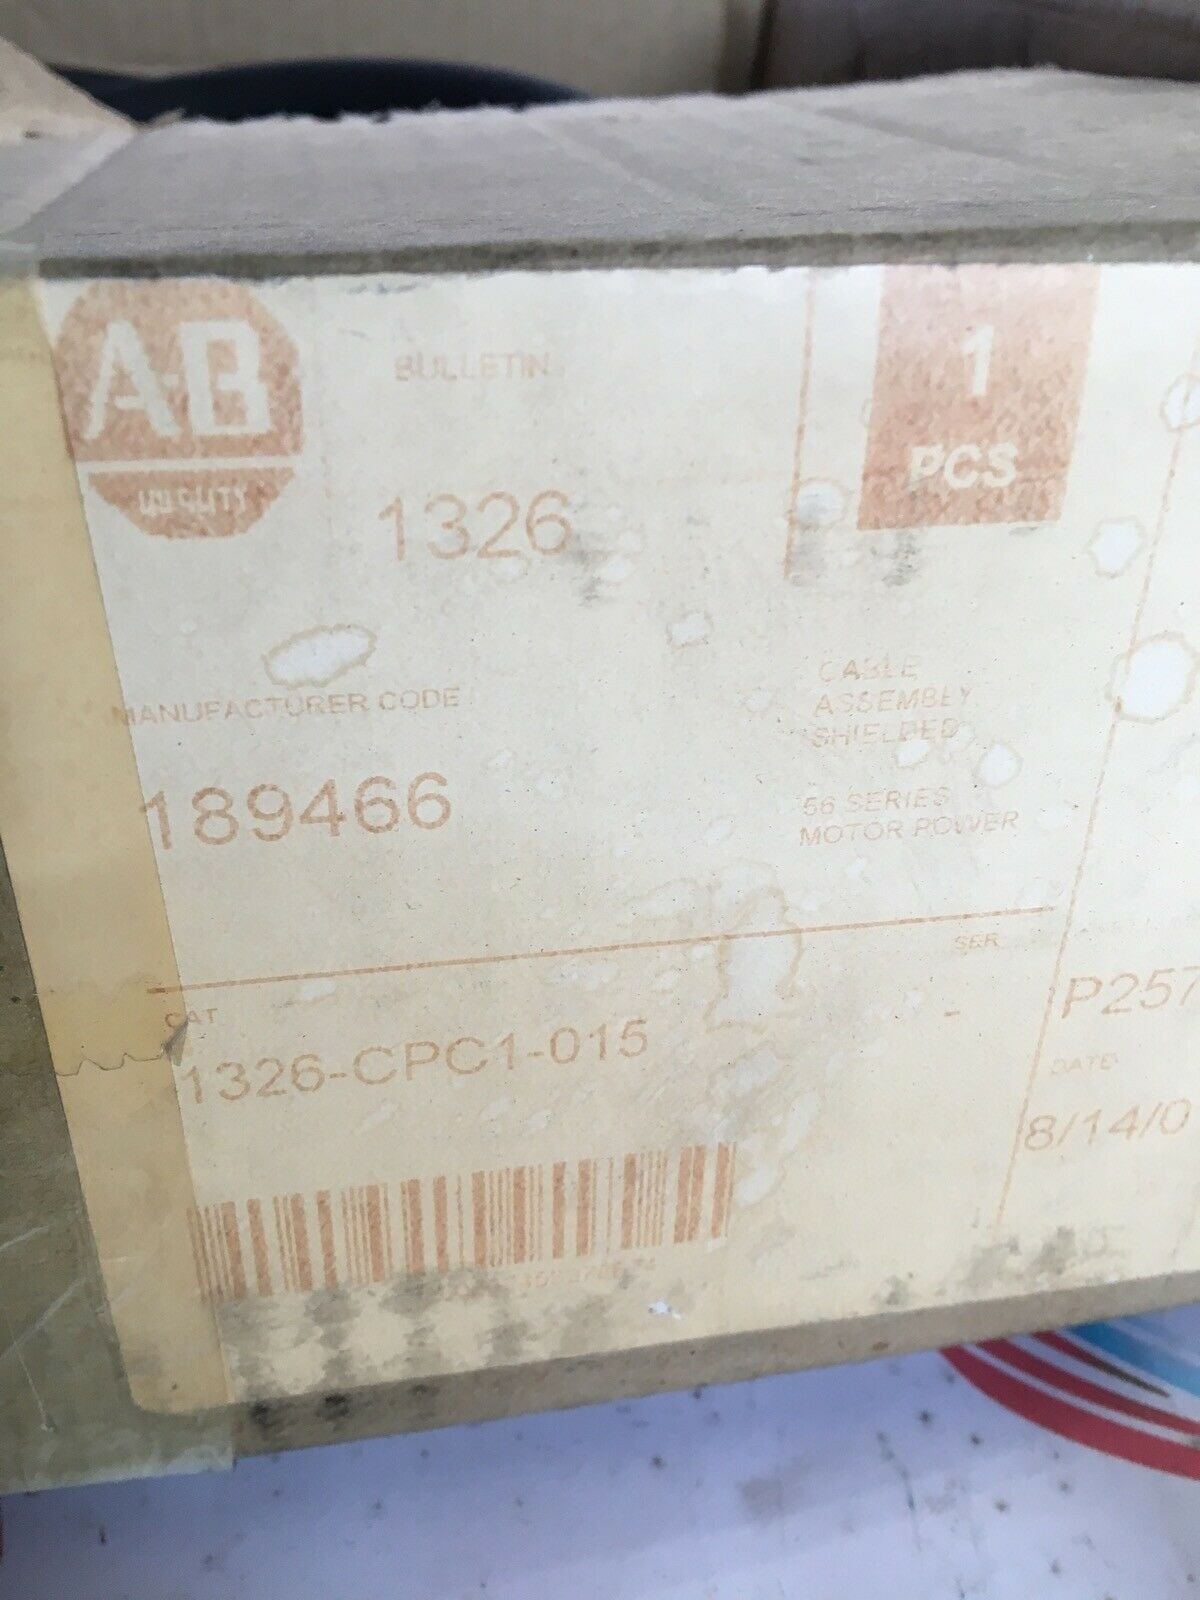 A-B
QUALITY
BULLETIN
1
PCS
1326
MANUFACTURER CODE
CABLE
ASSEMBLY
SHIELDED
189466
56 SERIES
MOTOR POWER
SER
CAT
1326-CPC1-015
-
P257
DATE
8/14/0